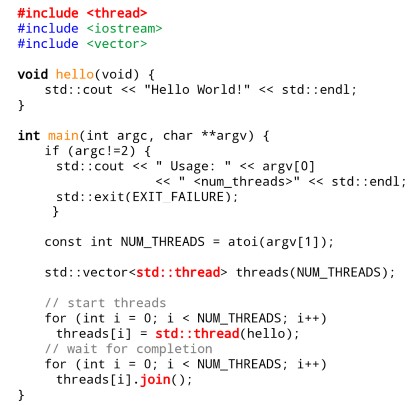 #include <thread>
#include <iostream>
#include <vector>

void hello(void) {
    std::cout << "Hello World!" << std::endl;
}

int main(int argc, char **argv) {
    if (argc!=2) {
      std::cout << " Usage: " << argv[0]
                  << " <num_threads>" << std::endl;
      std::exit(EXIT_FAILURE);
     }

    const int NUM_THREADS = atoi(argv[1]);

    std::vector<std::thread> threads(NUM_THREADS);

    // start threads
    for (int i = 0; i < NUM_THREADS; i++)
      threads[i] = std::thread(hello);
    // wait for completion
    for (int i = 0; i < NUM_THREADS; i++)
      threads[i].join();
}